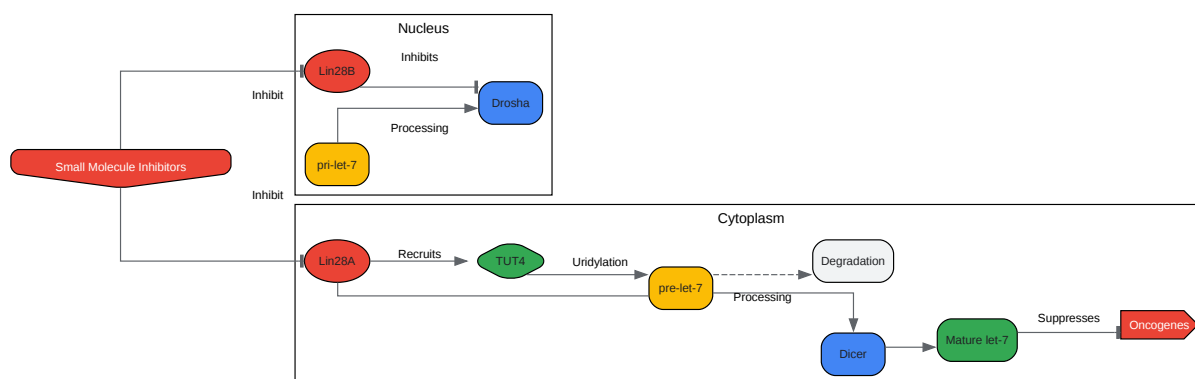 Nucleus
Lin28B
Inhibits
Inhibit
Drosha
Processing
Small Molecule Inhibitors
pri-let-7
Inhibit
Cytoplasm
Lin28A
Recruits
TUT4
Uridylation
Degradation
pre-let-7
Processing
Suppresses
Oncogenes
Dicer
Mature let-7